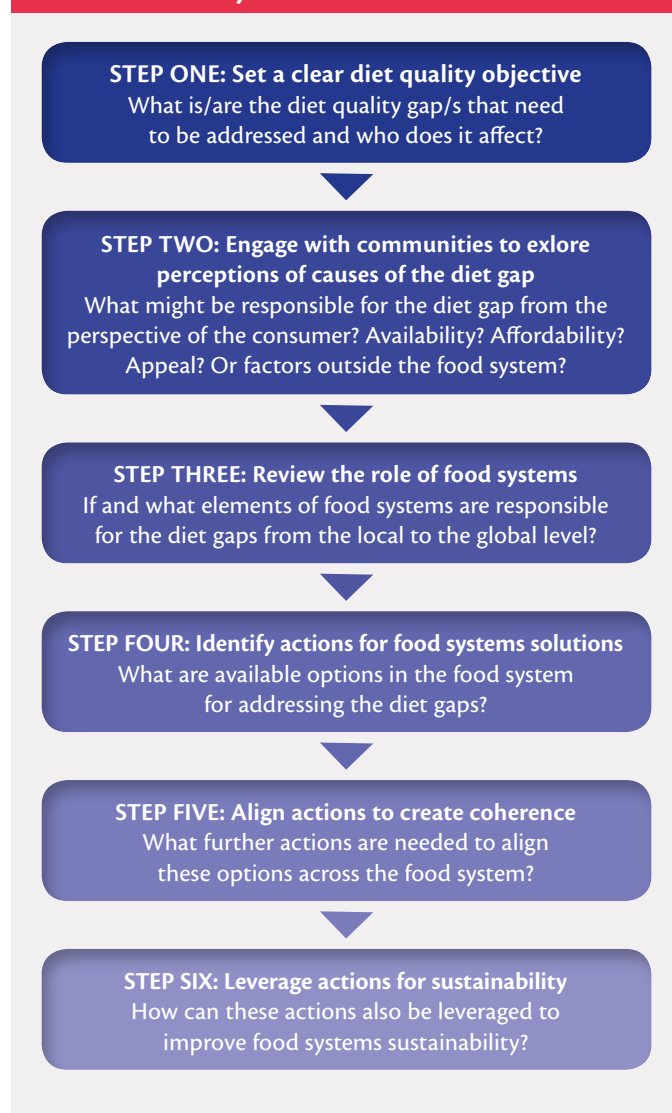 STEP ONE: Set a clear diet quality objective
What is/are the diet quality gap/s that need
to be addressed and who does it affect?
STEP TWO: Engage with communities to exlore
perceptions of causes of the diet gap
What might be responsible for the diet gap from the
perspective of the consumer? Availability? Affordability?
Appeal? Or factors outside the food system?
STEP THREE: Review the role of food systems
If and what elements of food systems are responsible
for the diet gaps from the local to the global level?
STEP FOUR: Identify actions for food systems solutions
What are available options in the food system
for addressing the diet gaps?
STEP FIVE: Align actions to create coherence
What further actions are needed to align
these options across the food system?
STEP SIX: Leverage actions for sustainability
How can these actions also be leveraged to
improve food systems sustainability?